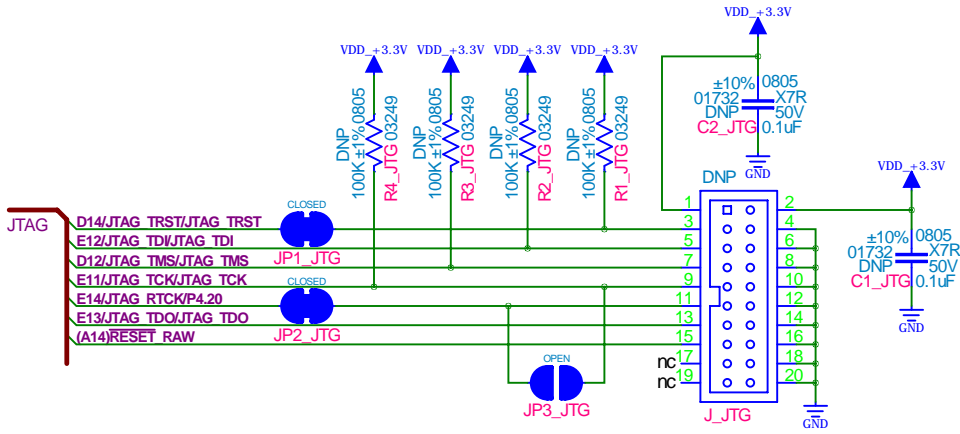 VDD_+3.3V
VDD_+3.3V
VDD_+3.3V
VDD_+3.3V
VDD_+3.3V
DNP
100K ±1% 0805
R4_JTG 03249
DNP
100K ±1% 0805
R3_JTG 03249
DNP
100K ±1% 0805
R2_JTG 03249
DNP
100K ±1% 0805
R1_JTG 03249
±10% 0805
01732 X7R
DNP 50V
C2_JTG 0.1uF
GND
VDD_+3.3V
±10% 0805
01732 X7R
DNP 50V
C1_JTG 0.1uF
GND
JTAG
D14/JTAG_TRST/JTAG_TRST
E12/JTAG_TDI/JTAG_TDI
D12/JTAG_TMS/JTAG_TMS
E11/JTAG_TCK/JTAG_TCK
E14/JTAG_RTCK/P4.20
E13/JTAG_TDO/JTAG_TDO
(A14)RESET_RAW
CLOSED
JP1_JTG
CLOSED
JP2_JTG
OPEN
JP3_JTG
DNP
1 2
3 4
5 6
7 8
9 10
11 12
13 14
15 16
nc 17 18
nc 19 20
J_JTG
GND